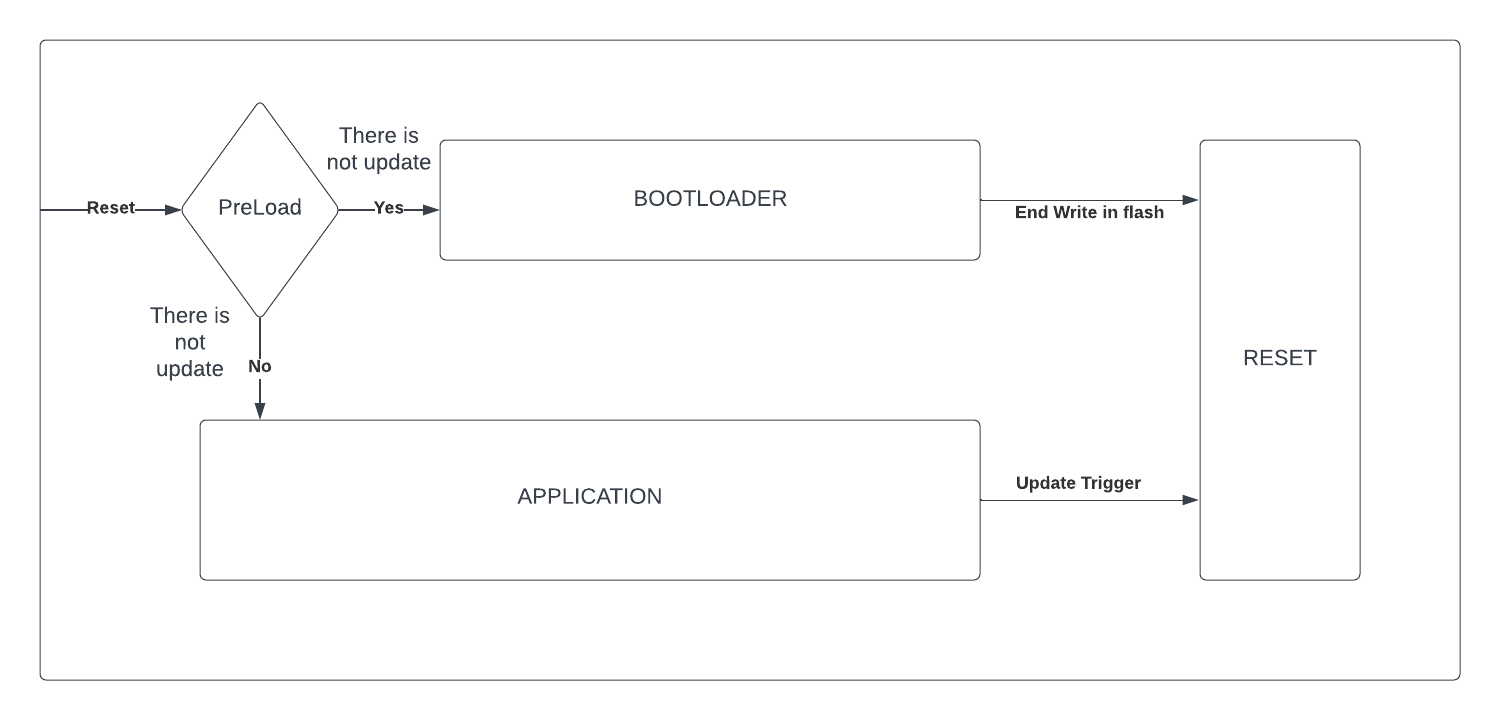 There is
not update
Reset
PreLoad
Yes
BOOTLOADER
End Write in flash
There is
not
update
No
RESET
APPLICATION
Update Trigger